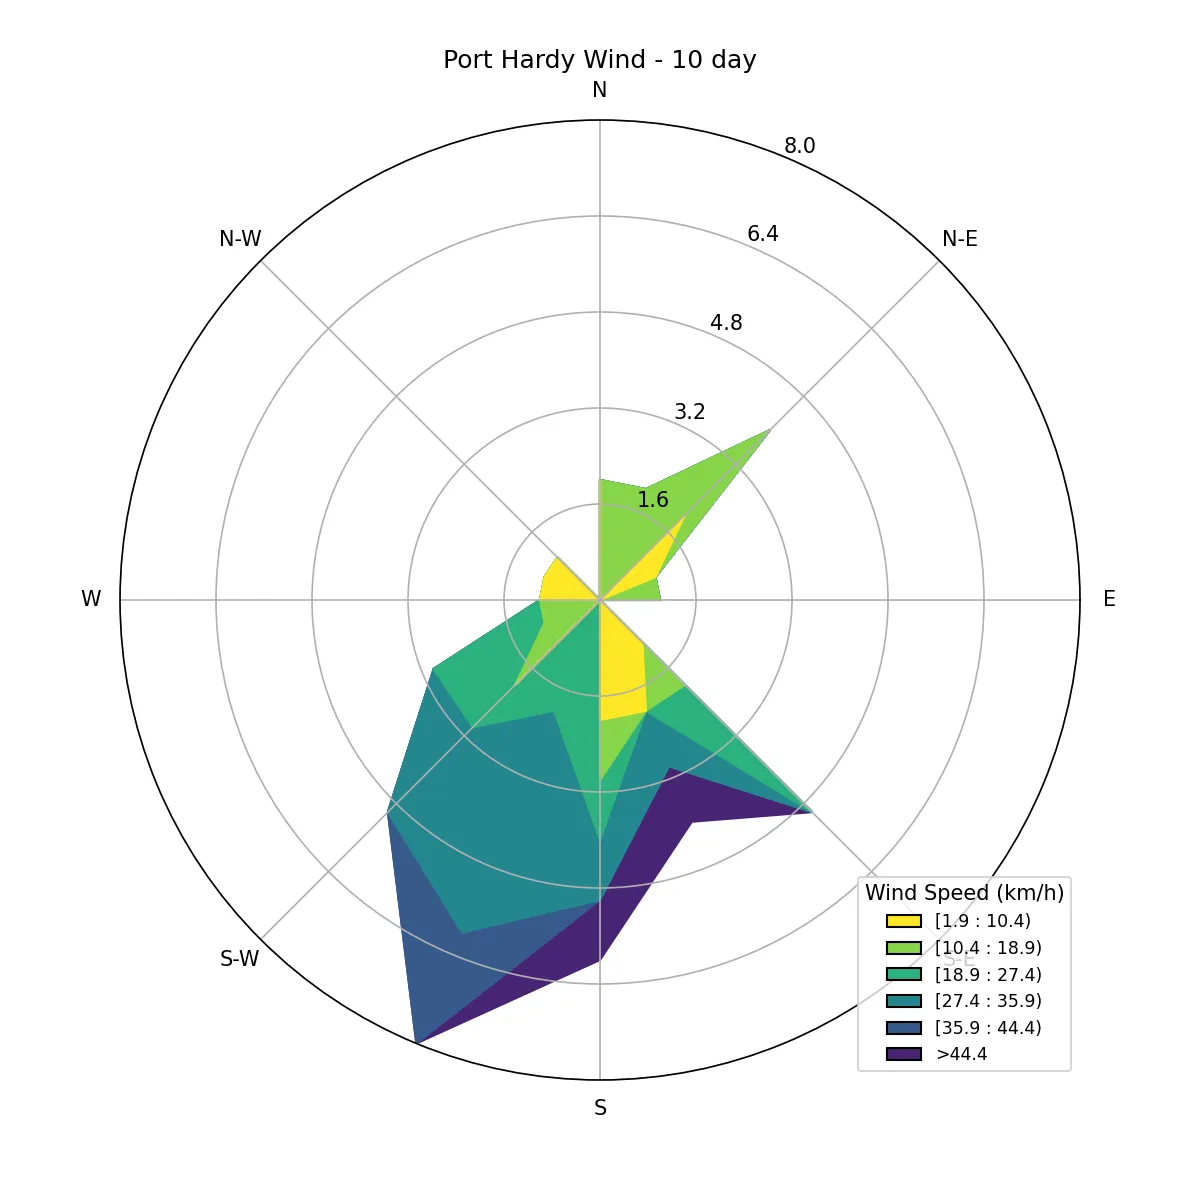 Port Hardy Wind - 10 day
N
8.0
N-W
6.4
N-E
4.8
3.2
1.6
W
E
Wind Speed (km/h)
[1.9 : 10.4)
[10.4 : 18.9)
S-W
S-E
[18.9 : 27.4)
[27.4 : 35.9)
[35.9 : 44.4)
>44.4
S